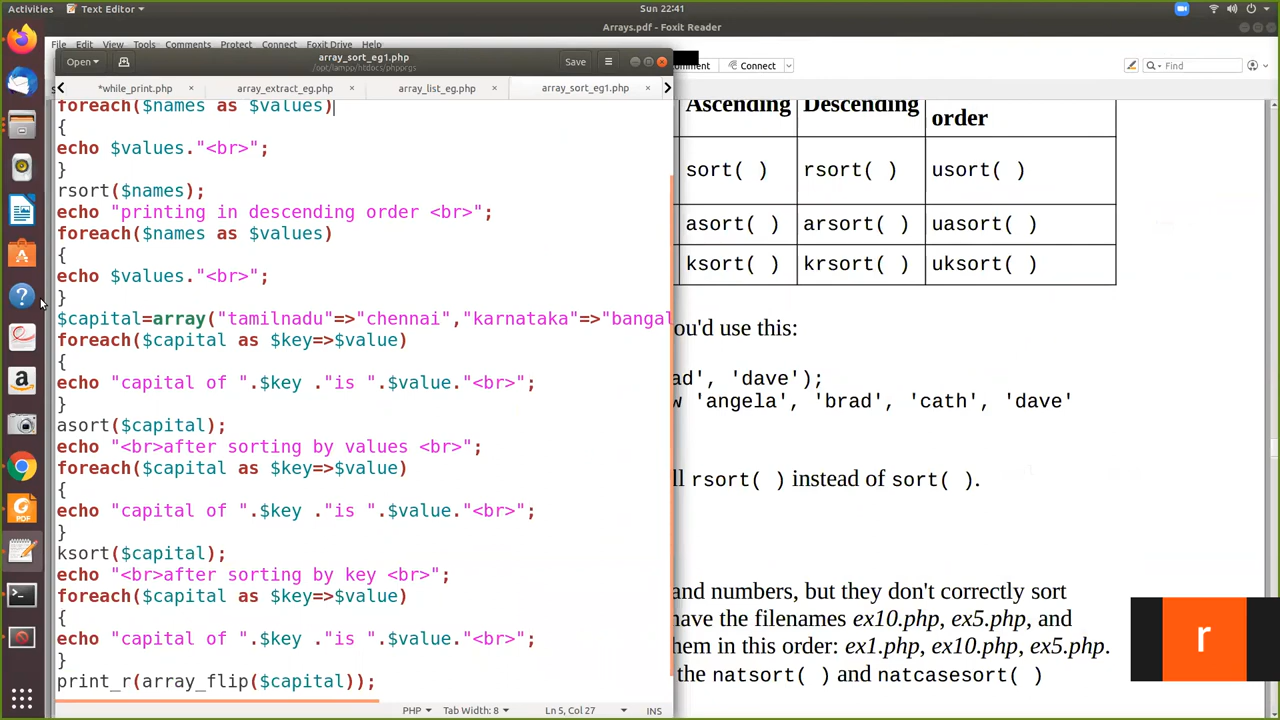 Activities
Text Editor
Sun 22:41
Arrays.pdf - Foxit Reader
File Edit View Tools Comments Protect Connect Foxit Drive Help
Open
array_sort_eg1.php
/opt/lampp/htdocs/phpprgs
Save
omment
Connect
Find
*while_print.php
array_extract_eg.php
array_list_eg.php
array_sort_eg1.php
foreach($names as $values)
{
echo $values."<br>";
}
rsort($names);
echo "printing in descending order <br>";
foreach($names as $values)
{
echo $values."<br>";
}
$capital=array("tamilnadu"=>"chennai","karnataka"=>"bangal
foreach($capital as $key=>$value)
{
echo "capital of ".$key ."is ".$value."<br>";
}
asort($capital);
echo "<br>after sorting by values <br>";
foreach($capital as $key=>$value)
{
echo "capital of ".$key ."is ".$value."<br>";
}
ksort($capital);
echo "<br>after sorting by key <br>";
foreach($capital as $key=>$value)
{
echo "capital of ".$key ."is ".$value."<br>";
}
print_r(array_flip($capital));
PHP Tab Width: 8 Ln 5, Col 27 INS
Ascending Descending order
sort( ) rsort( ) usort( )
asort( ) arsort( ) uasort( )
ksort( ) krsort( ) uksort( )
ou'd use this:
ad', 'dave');
w 'angela', 'brad', 'cath', 'dave'
ll rsort( ) instead of sort( ).
and numbers, but they don't correctly sort
have the filenames ex10.php, ex5.php, and
hem in this order: ex1.php, ex10.php, ex5.php.
the natsort( ) and natcasesort( )
r